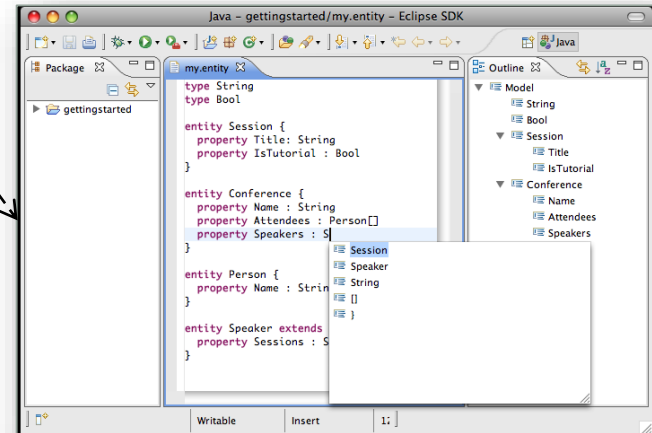 Java - gettingstarted/my.entity - Eclipse SDK
Java
Package
my.entity
Outline
gettingstarted
type String
type Bool
entity Session {
property Title: String
property IsTutorial : Bool
}
entity Conference {
property Name : String
property Attendees : Person[]
property Speakers : S
}
entity Person {
property Name : Strin
}
entity Speaker extends
property Sessions : S
}
Session
Speaker
String
[]
}
Model
String
Bool
Session
Title
IsTutorial
Conference
Name
Attendees
Speakers
Writable
Insert